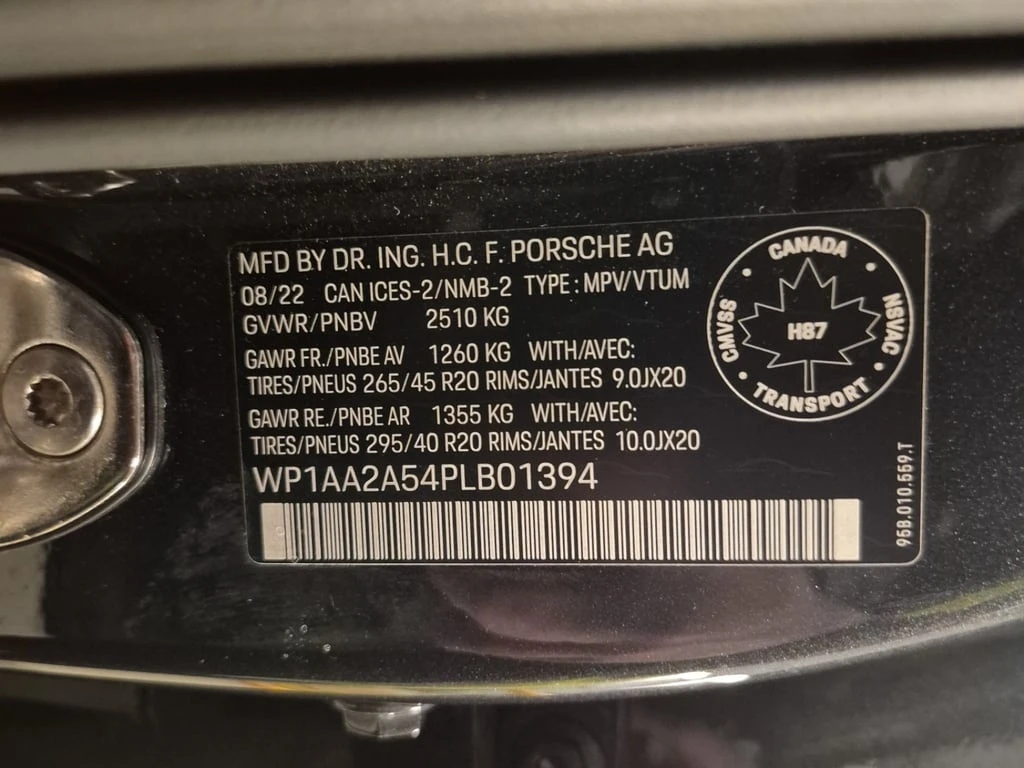 MFD BY DR. ING. H.C. F. PORSCHE AG
08/22 CAN ICES-2/NMB-2 TYPE : MPV/VTUM
GVWR/PNBV 2510 KG
GAWR FR./PNBE AV 1260 KG WITH/AVEC:
TIRES/PNEUS 265/45 R20 RIMS/JANTES 9.0JX20
GAWR RE./PNBE AR 1355 KG WITH/AVEC:
TIRES/PNEUS 295/40 R20 RIMS/JANTES 10.0JX20
WP1AA2A54PLB01394
CANADA
CMVSS
H87
NSVAC
TRANSPORT
95B.010.559.T